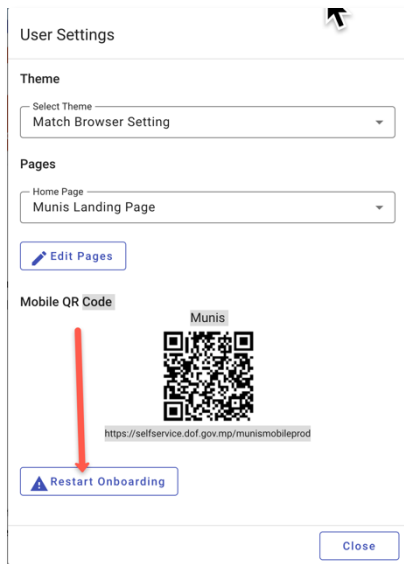 User Settings
Theme
Select Theme
Match Browser Setting
Pages
Home Page
Munis Landing Page
Edit Pages
Mobile QR Code
Munis
https://selfservice.dof.gov.mp/munismobileprod
Restart Onboarding
Close